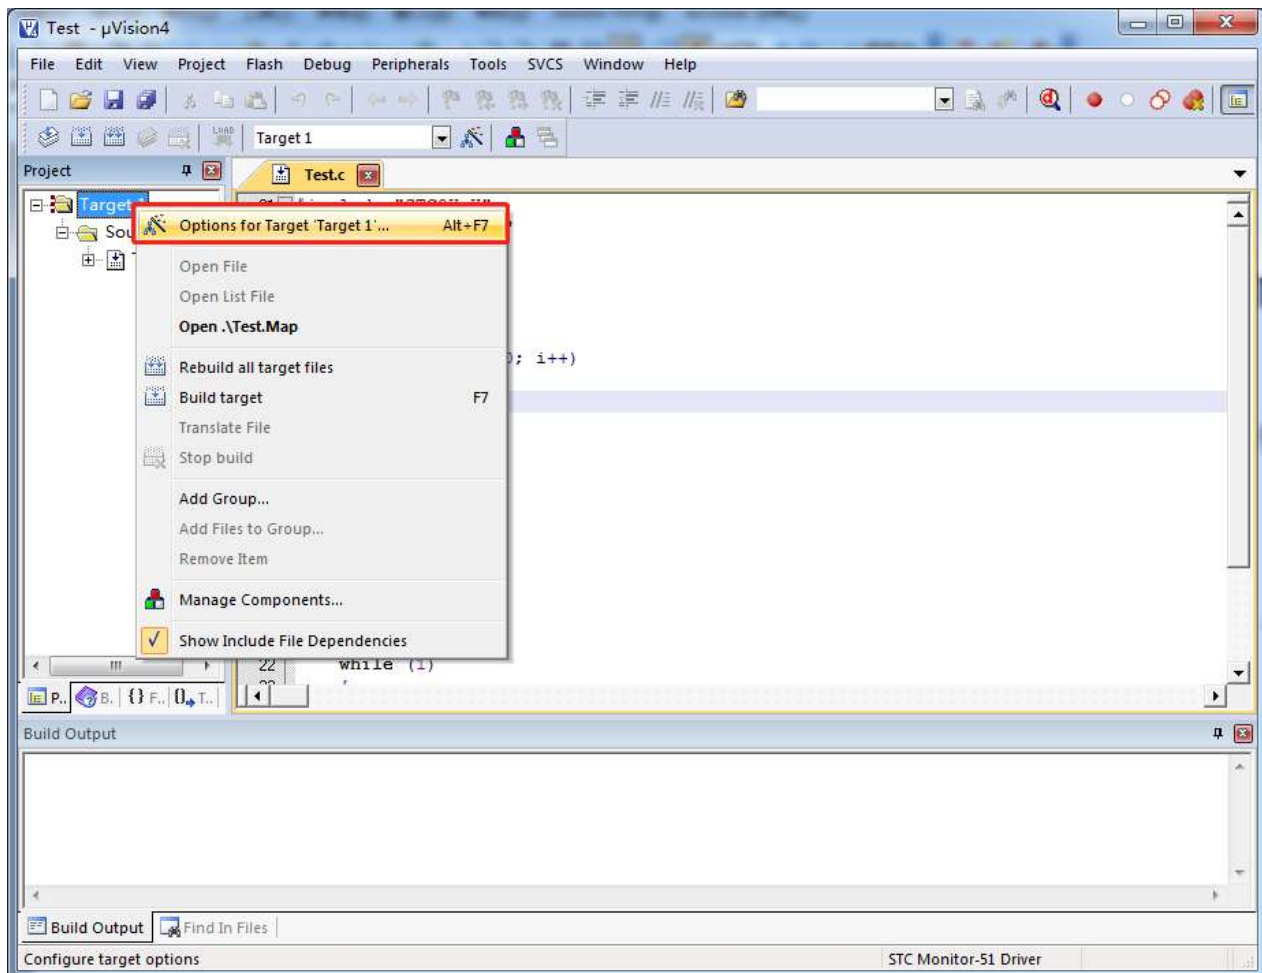 Test - µVision4
File Edit View Project Flash Debug Peripherals Tools SVCS Window Help
Target 1
Project
Test.c
Target
Sou
Options for Target 'Target 1'... Alt+F7
Open File
Open List File
Open .\Test.Map
; i++)
Rebuild all target files
Build target F7
Translate File
Stop build
Add Group...
Add Files to Group...
Remove Item
Manage Components...
Show Include File Dependencies
22 while (1)
P.. B. {} F.. 0 T..
Build Output
Build Output Find In Files
Configure target options STC Monitor-51 Driver